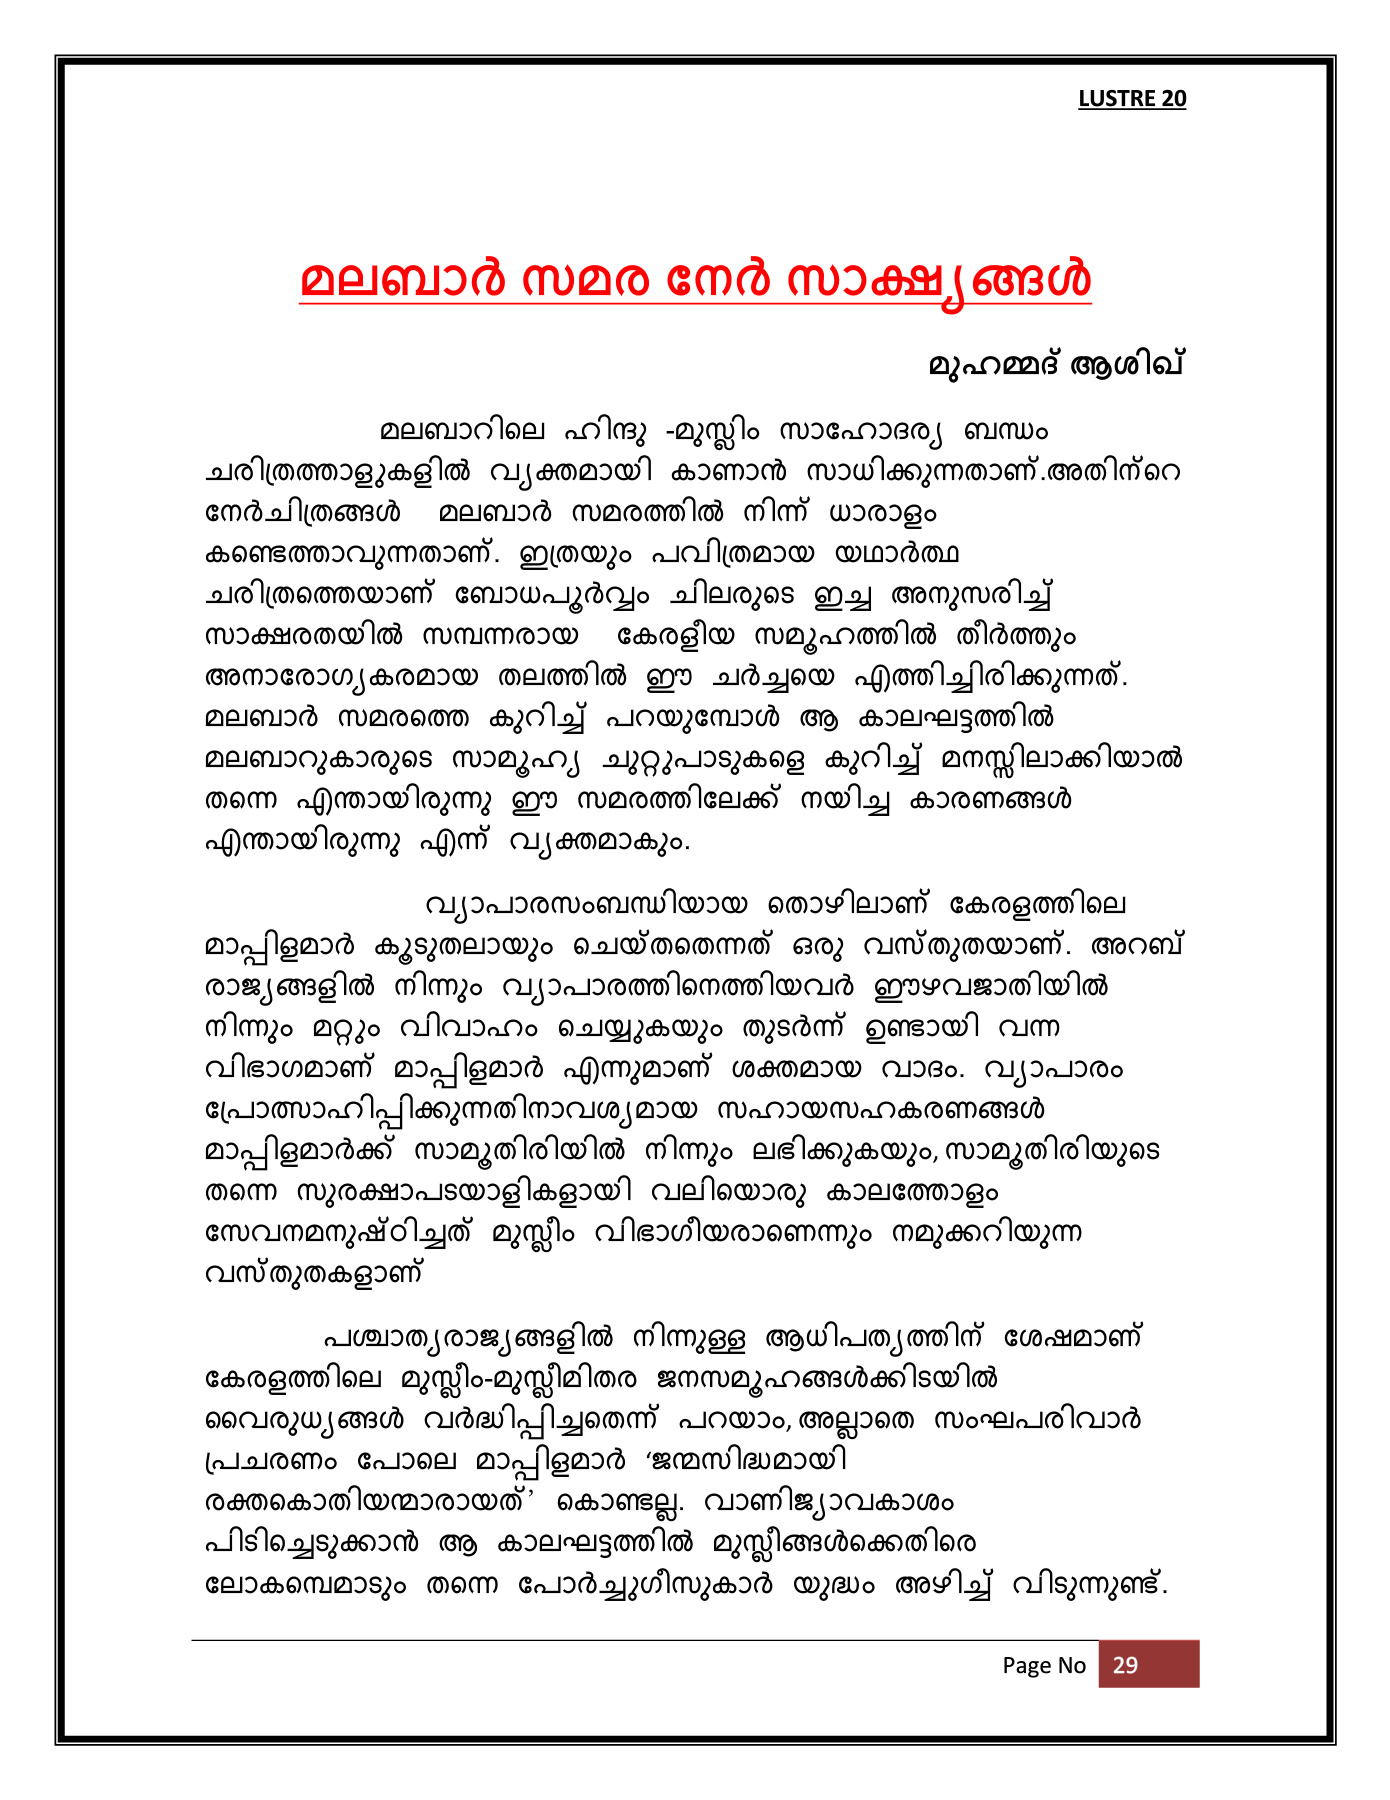 LUSTRE 20
മലബാർ സമര നേർ സാക്ഷ്യങ്ങൾ
മുഹമ്മദ് ആശിഖ്
മലബാറിലെ ഹിന്ദു -മുസ്ലിം സാഹോദര്യ ബന്ധം
ചരിത്രത്താളുകളിൽ വ്യക്തമായി കാണാൻ സാധിക്കുന്നതാണ്.അതിന്റെ
നേർചിത്രങ്ങൾ മലബാർ സമരത്തിൽ നിന്ന് ധാരാളം
കണ്ടെത്താവുന്നതാണ്. ഇത്രയും പവിത്രമായ യഥാർത്ഥ
ചരിത്രത്തെയാണ് ബോധപൂർവ്വം ചിലരുടെ ഇച്ച അനുസരിച്ച്
സാക്ഷരതയിൽ സമ്പന്നരായ കേരളീയ സമൂഹത്തിൽ തീർത്തും
അനാരോഗ്യകരമായ തലത്തിൽ ഈ ചർച്ചയെ എത്തിച്ചിരിക്കുന്നത്.
മലബാർ സമരത്തെ കുറിച്ച് പറയുമ്പോൾ ആ കാലഘട്ടത്തിൽ
മലബാറുകാരുടെ സാമൂഹ്യ ചുറ്റുപാടുകളെ കുറിച്ച് മനസ്സിലാക്കിയാൽ
തന്നെ എന്തായിരുന്നു ഈ സമരത്തിലേക്ക് നയിച്ച കാരണങ്ങൾ
എന്തായിരുന്നു എന്ന് വ്യക്തമാകും.
വ്യാപാരസംബന്ധിയായ തൊഴിലാണ് കേരളത്തിലെ
മാപ്പിളമാർ കൂടുതലായും ചെയ്തതെന്നത് ഒരു വസ്തുതയാണ്. അറബ്
രാജ്യങ്ങളിൽ നിന്നും വ്യാപാരത്തിനെത്തിയവർ ഈഴവജാതിയിൽ
നിന്നും മറ്റും വിവാഹം ചെയ്യുകയും തുടർന്ന് ഉണ്ടായി വന്ന
വിഭാഗമാണ് മാപ്പിളമാർ എന്നുമാണ് ശക്തമായ വാദം. വ്യാപാരം
പ്രോത്സാഹിപ്പിക്കുന്നതിനാവശ്യമായ സഹായസഹകരണങ്ങൾ
മാപ്പിളമാർക്ക് സാമൂതിരിയിൽ നിന്നും ലഭിക്കുകയും,സാമൂതിരിയുടെ
തന്നെ സുരക്ഷാപടയാളികളായി വലിയൊരു കാലത്തോളം
സേവനമനുഷ്ഠിച്ചത് മുസ്ലീം വിഭാഗീയരാണെന്നും നമുക്കറിയുന്ന
വസ്തുതകളാണ്
പശ്ചാത്യരാജ്യങ്ങളിൽ നിന്നുള്ള ആധിപത്യത്തിന് ശേഷമാണ്
കേരളത്തിലെ മുസ്ലീം-മുസ്ലീമിതര ജനസമൂഹങ്ങൾക്കിടയിൽ
വൈരുധ്യങ്ങൾ വർദ്ധിപ്പിച്ചതെന്ന് പറയാം,അല്ലാതെ സംഘപരിവാർ
പ്രചരണം പോലെ മാപ്പിളമാർ ‘ജന്മസിദ്ധമായി
രക്തകൊതിയന്മാരായത്’ കൊണ്ടല്ല. വാണിജ്യാവകാശം
പിടിച്ചെടുക്കാൻ ആ കാലഘട്ടത്തിൽ മുസ്ലീങ്ങൾക്കെതിരെ
ലോകമ്പെമാടും തന്നെ പോർച്ചുഗീസുകാർ യുദ്ധം അഴിച്ച് വിടുന്നുണ്ട്.
Page No 29